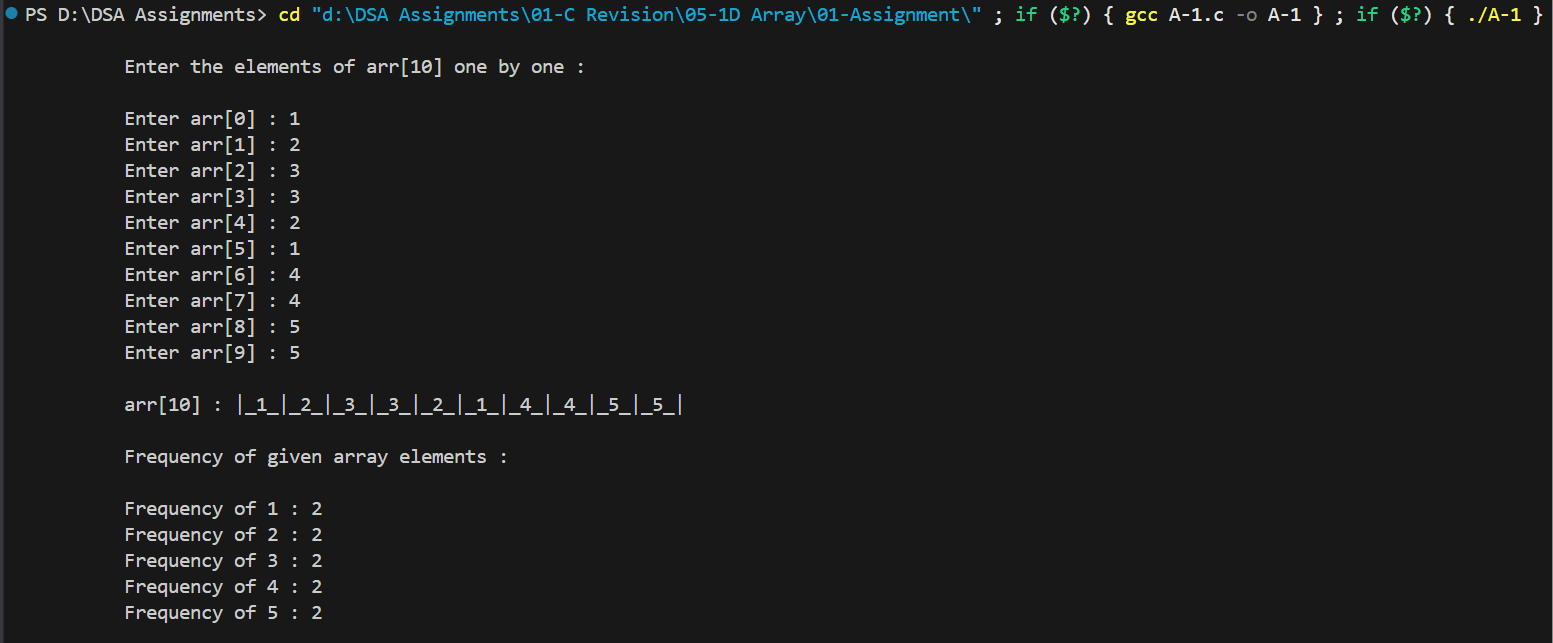 PS D:\DSA Assignments> cd "d:\DSA Assignments\01-C Revision\05-1D Array\01-Assignment\" ; if ($?) { gcc A-1.c -o A-1 } ; if ($?) { ./A-1 }
Enter the elements of arr[10] one by one :
Enter arr[0] : 1
Enter arr[1] : 2
Enter arr[2] : 3
Enter arr[3] : 3
Enter arr[4] : 2
Enter arr[5] : 1
Enter arr[6] : 4
Enter arr[7] : 4
Enter arr[8] : 5
Enter arr[9] : 5
arr[10] : |_1_|_2_|_3_|_3_|_2_|_1_|_4_|_4_|_5_|_5_|
Frequency of given array elements :
Frequency of 1 : 2
Frequency of 2 : 2
Frequency of 3 : 2
Frequency of 4 : 2
Frequency of 5 : 2